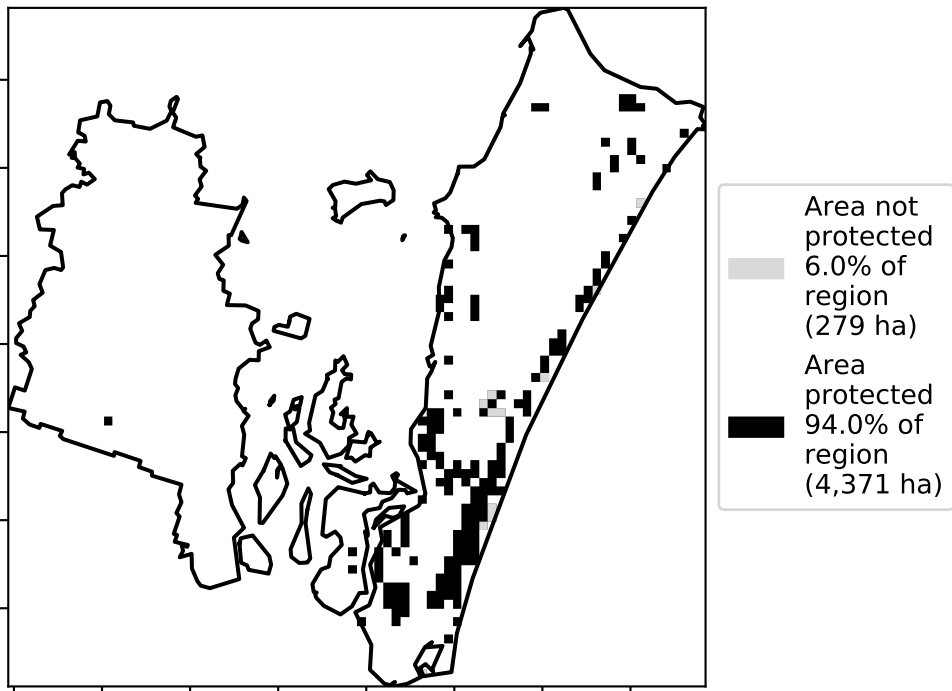 Area not
protected
6.0% of
region
(279 ha)
Area
protected
94.0% of
region
(4,371 ha)